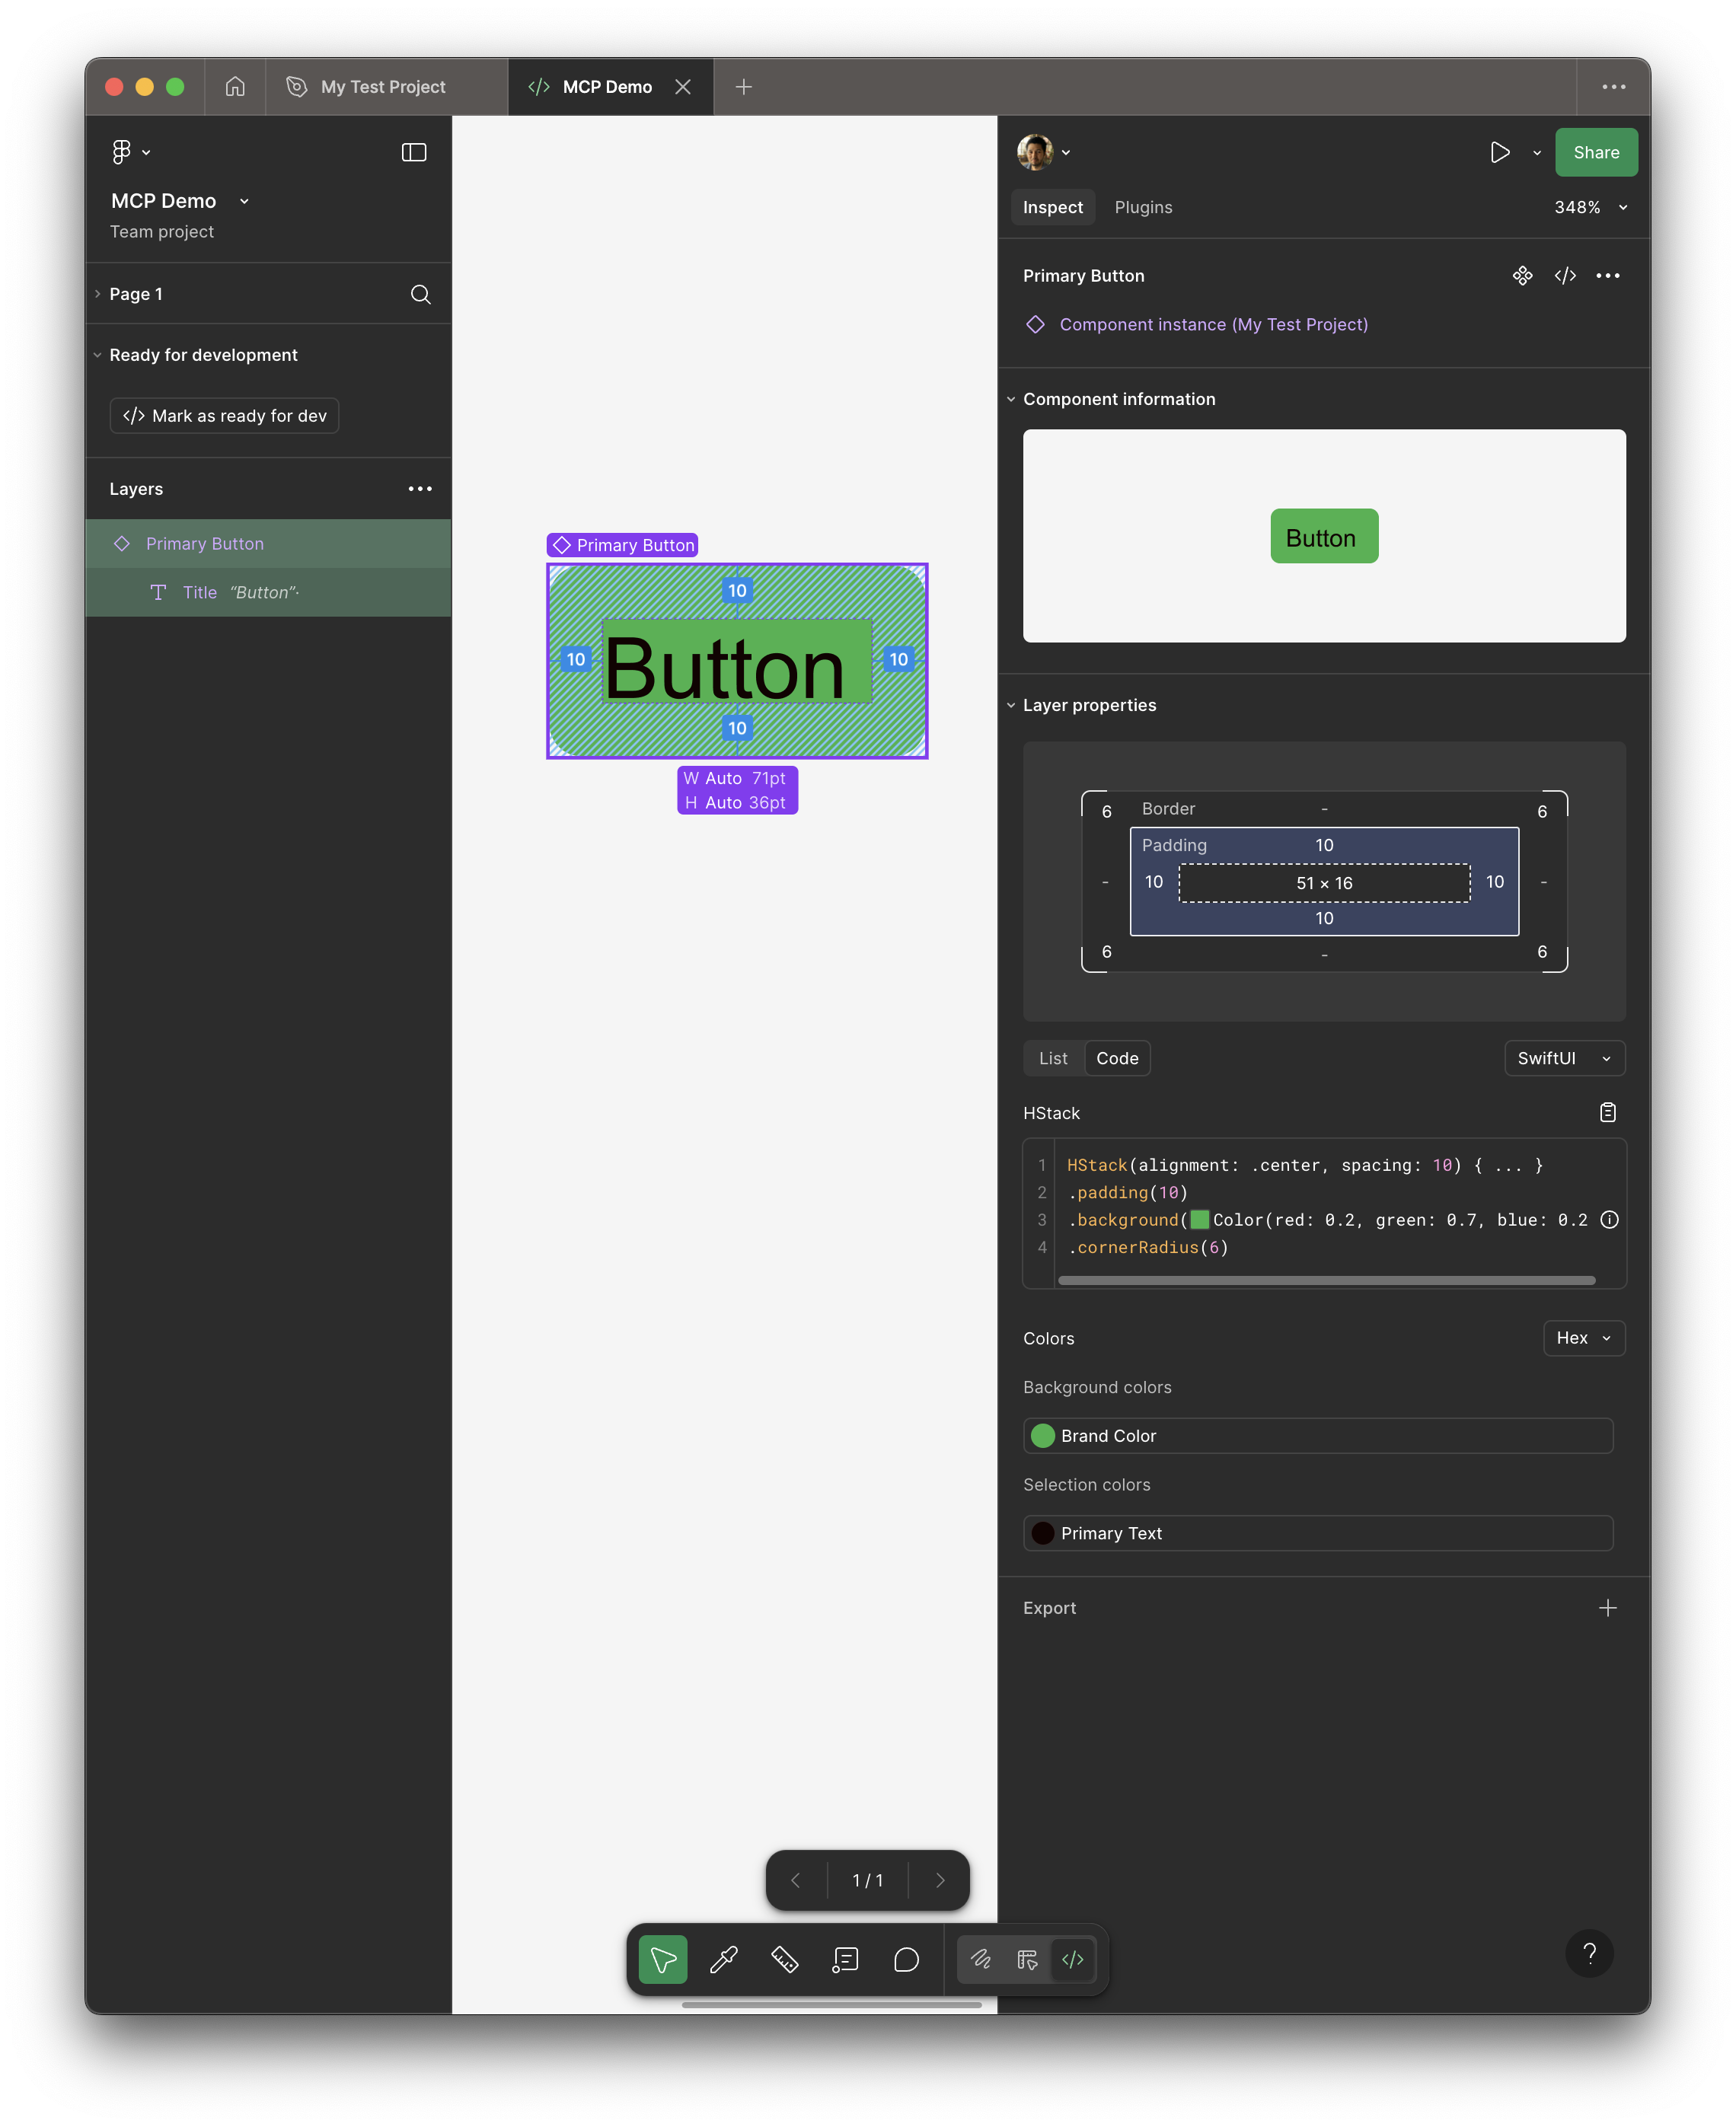 My Test Project
MCP Demo
MCP Demo
Team project
Page 1
Ready for development
</> Mark as ready for dev
Layers
Primary Button
Title “Button”·
Primary Button
10
10
Button
10
10
W Auto 71pt
H Auto 36pt
1 / 1
Share
Inspect
Plugins
348%
Primary Button
</>
Component instance (My Test Project)
Component information
Button
Layer properties
6 Border - 6
Padding 10
- 10 51 × 16 10 -
10
6 - 6
List
Code
SwiftUI
HStack
1 HStack(alignment: .center, spacing: 10) { ... }
2 .padding(10)
3 .background(Color(red: 0.2, green: 0.7, blue: 0.2
4 .cornerRadius(6)
Colors
Hex
Background colors
Brand Color
Selection colors
Primary Text
Export
?